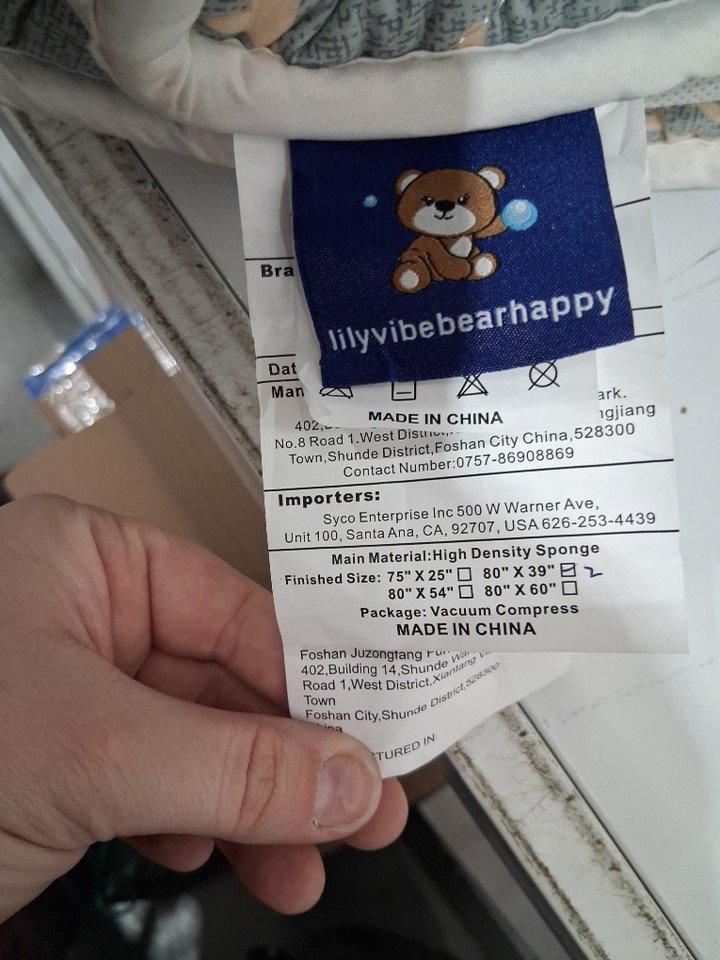 lilyvibebearhappy
Bra
Dat
Man
MADE IN CHINA
ark.
402,
ngjiang
No.8 Road 1.West
Town,Shunde District,Foshan City China,528300
Contact Number:0757-86908869
Importers:
Syco Enterprise Inc 500 W Warner Ave,
Unit 100, Santa Ana, CA, 92707, USA 626-253-4439
Main Material:High Density Sponge
Finished Size: 75" X 25" ☐ 80" X 39" ☑ 2
80" X 54" ☐ 80" X 60" ☐
Package: Vacuum Compress
MADE IN CHINA
Foshan Juzongfang
402,Building 14,Shunde
Road 1,West District,Xiantang
Town
Foshan City,Shunde District,528300
TURED IN: